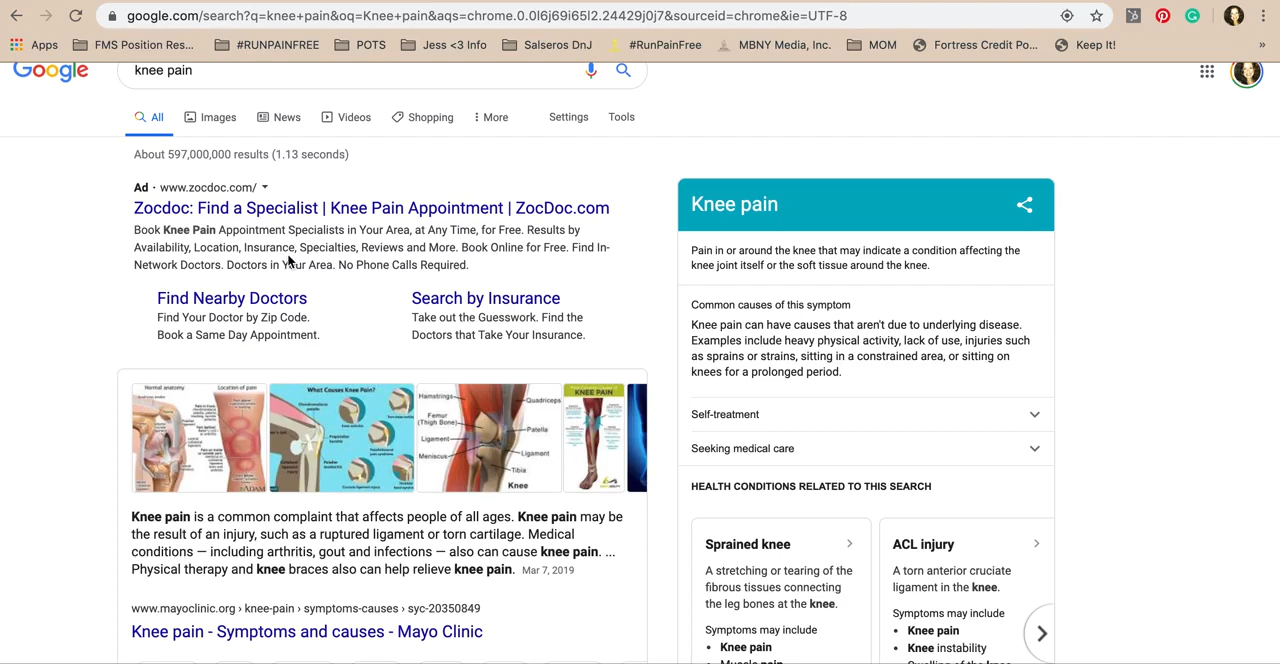 google.com/search?q=knee+pain&oq=Knee+pain&aqs=chrome.0.0l6j69i65l2.24429j0j7&sourceid=chrome&ie=UTF-8
Apps FMS Position Res... #RUNPAINFREE POTS Jess <3 Info Salseros DnJ #RunPainFree MBNY Media, Inc. MOM Fortress Credit Po... Keep It! »
Google knee pain
All Images News Videos Shopping More Settings Tools
About 597,000,000 results (1.13 seconds)
Ad · www.zocdoc.com/
Zocdoc: Find a Specialist | Knee Pain Appointment | ZocDoc.com
Book Knee Pain Appointment Specialists in Your Area, at Any Time, for Free. Results by
Availability, Location, Insurance, Specialties, Reviews and More. Book Online for Free. Find In-
Network Doctors. Doctors in Your Area. No Phone Calls Required.
Find Nearby Doctors
Find Your Doctor by Zip Code.
Book a Same Day Appointment.
Search by Insurance
Take out the Guesswork. Find the
Doctors that Take Your Insurance.
Normal anatomy Location of pain
ADAM
What Causes Knee Pain?
Hamstrings
Quadriceps
Femur
(Thigh Bone)
Patella
Ligament
Ligament
Meniscus
Tibia
Knee
KNEE PAIN
Knee pain is a common complaint that affects people of all ages. Knee pain may be
the result of an injury, such as a ruptured ligament or torn cartilage. Medical
conditions — including arthritis, gout and infections — also can cause knee pain. ...
Physical therapy and knee braces also can help relieve knee pain. Mar 7, 2019
www.mayoclinic.org › knee-pain › symptoms-causes › syc-20350849
Knee pain - Symptoms and causes - Mayo Clinic
Knee pain
Pain in or around the knee that may indicate a condition affecting the
knee joint itself or the soft tissue around the knee.
Common causes of this symptom
Knee pain can have causes that aren't due to underlying disease.
Examples include heavy physical activity, lack of use, injuries such
as sprains or strains, sitting in a constrained area, or sitting on
knees for a prolonged period.
Self-treatment
Seeking medical care
HEALTH CONDITIONS RELATED TO THIS SEARCH
Sprained knee
A stretching or tearing of the
fibrous tissues connecting
the leg bones at the knee.
Symptoms may include
• Knee pain
ACL injury
A torn anterior cruciate
ligament in the knee.
Symptoms may include
• Knee pain
• Knee instability